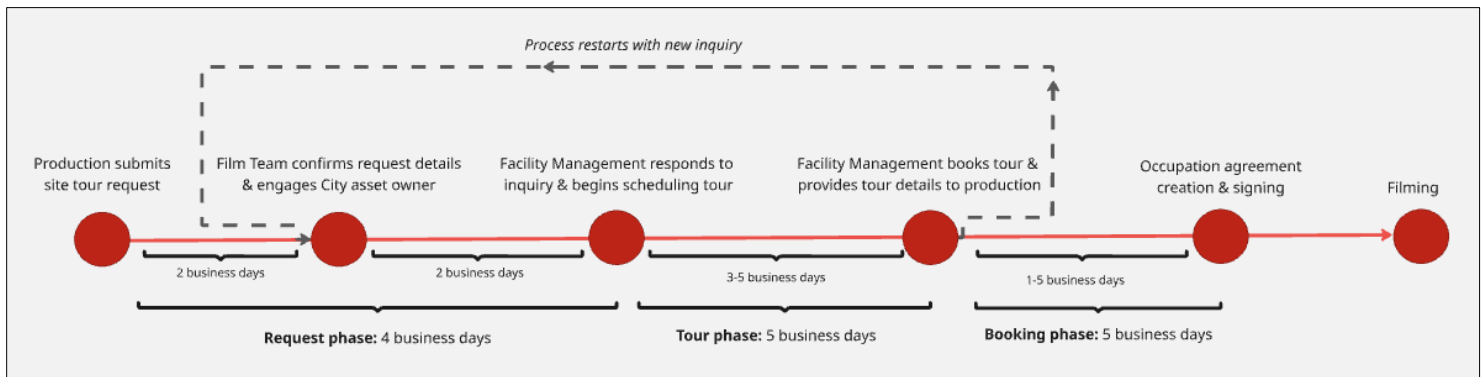 Process restarts with new inquiry
Production submits
site tour request
Film Team confirms request details
& engages City asset owner
Facility Management responds to
inquiry & begins scheduling tour
Facility Management books tour &
provides tour details to production
Occupation agreement
creation & signing
Filming
2 business days
2 business days
3-5 business days
1-5 business days
Request phase: 4 business days
Tour phase: 5 business days
Booking phase: 5 business days